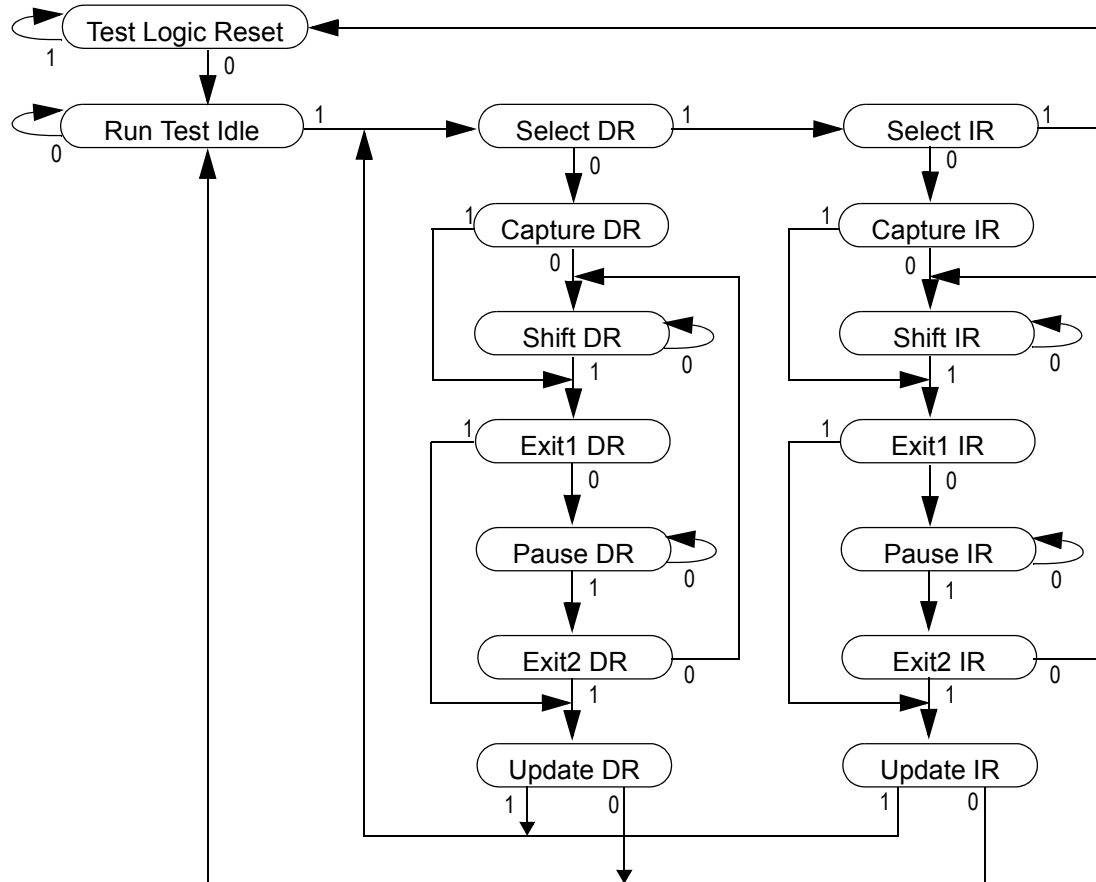 Test Logic Reset
1
0
Run Test Idle
1
Select DR
1
Select IR
1
0
0
0
1
Capture DR
1
Capture IR
0
0
Shift DR
Shift IR
0
0
1
1
1
Exit1 DR
1
Exit1 IR
0
0
Pause DR
Pause IR
0
0
1
1
Exit2 DR
Exit2 IR
0
0
1
1
Update DR
Update IR
1
0
1
0